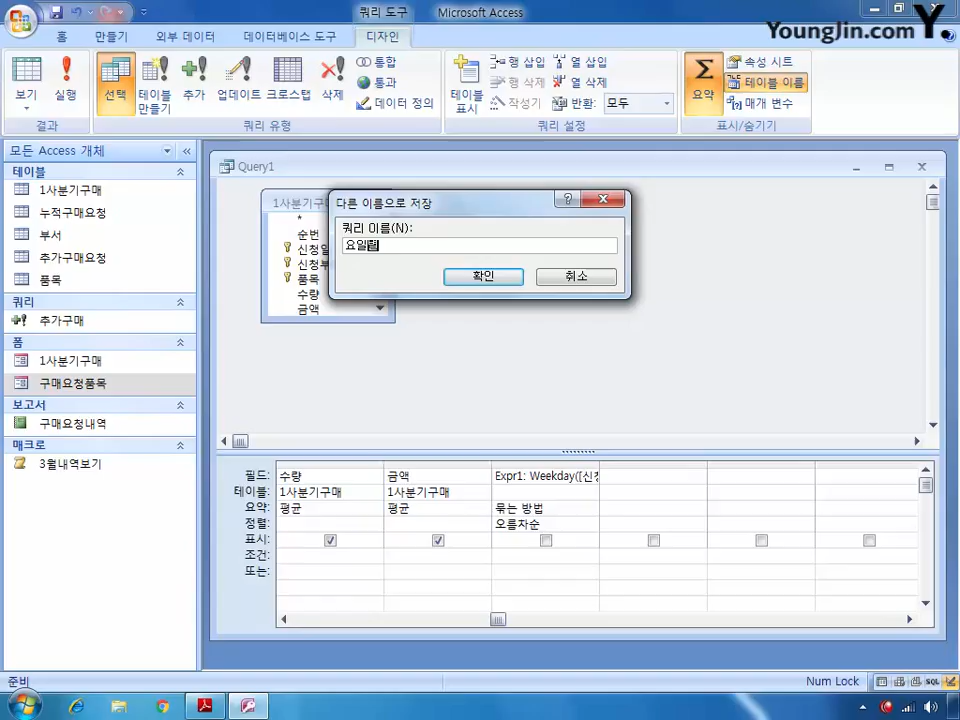 쿼리 도구
Microsoft Access
YoungJin.com Y.
홈
만들기
외부 데이터
데이터베이스 도구
디자인
보기
실행
결과
선택
테이블
만들기
추가
업데이트
크로스탭
삭제
통합
통과
데이터 정의
쿼리 유형
테이블
표시
행 삽입
행 삭제
작성기
열 삽입
열 삭제
반환: 모두
쿼리 설정
요약
속성 시트
테이블 이름
매개 변수
표시/숨기기
모든 Access 개체
테이블
1사분기구매
누적구매요청
부서
추가구매요청
품목
쿼리
추가구매
폼
1사분기구매
구매요청품목
보고서
구매요청내역
매크로
3월내역보기
Query1
1사분기구매
*
순번
신청일
신청부
품목
수량
금액
다른 이름으로 저장
쿼리 이름(N):
요일
확인
취소
필드: 수량 금액 Expr1: Weekday([신청
테이블: 1사분기구매 1사분기구매
요약: 평균 평균 묶는 방법
정렬: 오름차순
표시:
조건:
또는:
준비
Num Lock
SQL